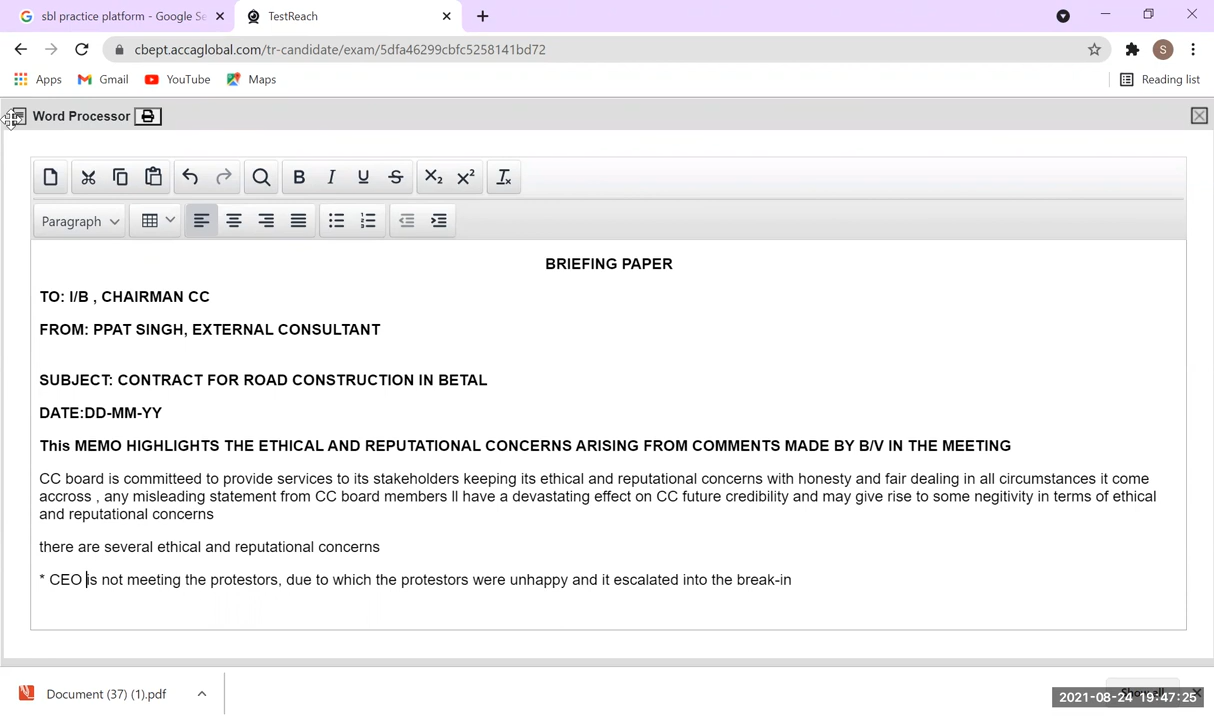 sbl practice platform - Google Se
TestReach
cbept.accaglobal.com/tr-candidate/exam/5dfa46299cbfc5258141bd72
S
Apps
Gmail
YouTube
Maps
Reading list
Word Processor
B I U S X₂ X² Tx
Paragraph
BRIEFING PAPER
TO: I/B , CHAIRMAN CC
FROM: PPAT SINGH, EXTERNAL CONSULTANT
SUBJECT: CONTRACT FOR ROAD CONSTRUCTION IN BETAL
DATE:DD-MM-YY
This MEMO HIGHLIGHTS THE ETHICAL AND REPUTATIONAL CONCERNS ARISING FROM COMMENTS MADE BY B/V IN THE MEETING
CC board is committeed to provide services to its stakeholders keeping its ethical and reputational concerns with honesty and fair dealing in all circumstances it come
accross , any misleading statement from CC board members ll have a devastating effect on CC future credibility and may give rise to some negitivity in terms of ethical
and reputational concerns
there are several ethical and reputational concerns
* CEO is not meeting the protestors, due to which the protestors were unhappy and it escalated into the break-in
Document (37) (1).pdf
2021-08-24 19:47:25